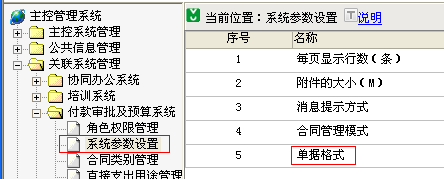 主控管理系统
主控系统管理
公共信息管理
关联系统管理
协同办公系统
培训系统
付款审批及预算系统
角色权限管理
系统参数设置
合同类别管理
直接支出用途管理
当前位置：系统参数设置 说明
序号 名称
1 每页显示行数(条)
2 附件的大小(M)
3 消息提示方式
4 合同管理模式
5 单据格式